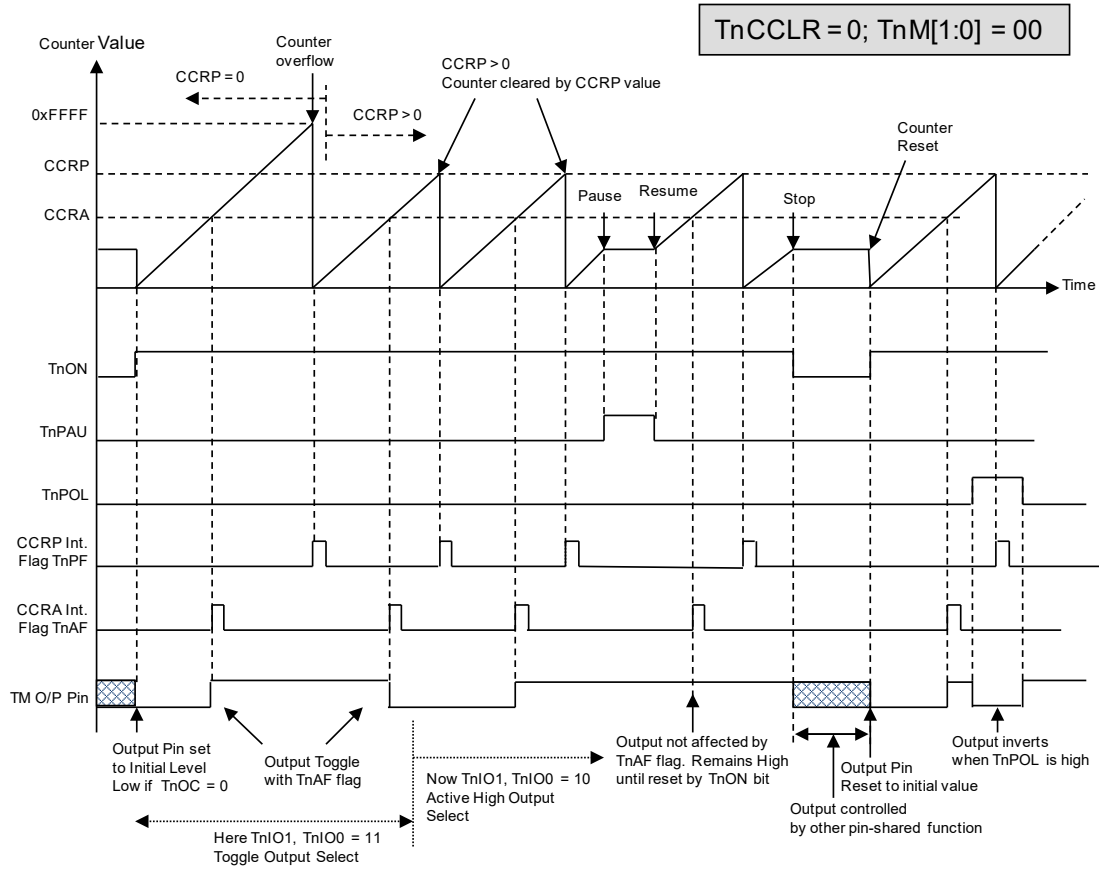 TnCCLR = 0; TnM[1:0] = 00
Counter Value
Counter
overflow
CCRP = 0
CCRP > 0
Counter cleared by CCRP value
0xFFFF
CCRP > 0
Counter
Reset
CCRP
Pause
Resume
Stop
CCRA
Time
TnON
TnPAU
TnPOL
CCRP Int.
Flag TnPF
CCRA Int.
Flag TnAF
TM O/P Pin
Output Pin set
to Initial Level
Low if TnOC = 0
Output Toggle
with TnAF flag
Now TnIO1, TnIO0 = 10
Active High Output
Select
Output not affected by
TnAF flag. Remains High
until reset by TnON bit
Output Pin
Reset to initial value
Output inverts
when TnPOL is high
Output controlled
by other pin-shared function
Here TnIO1, TnIO0 = 11
Toggle Output Select